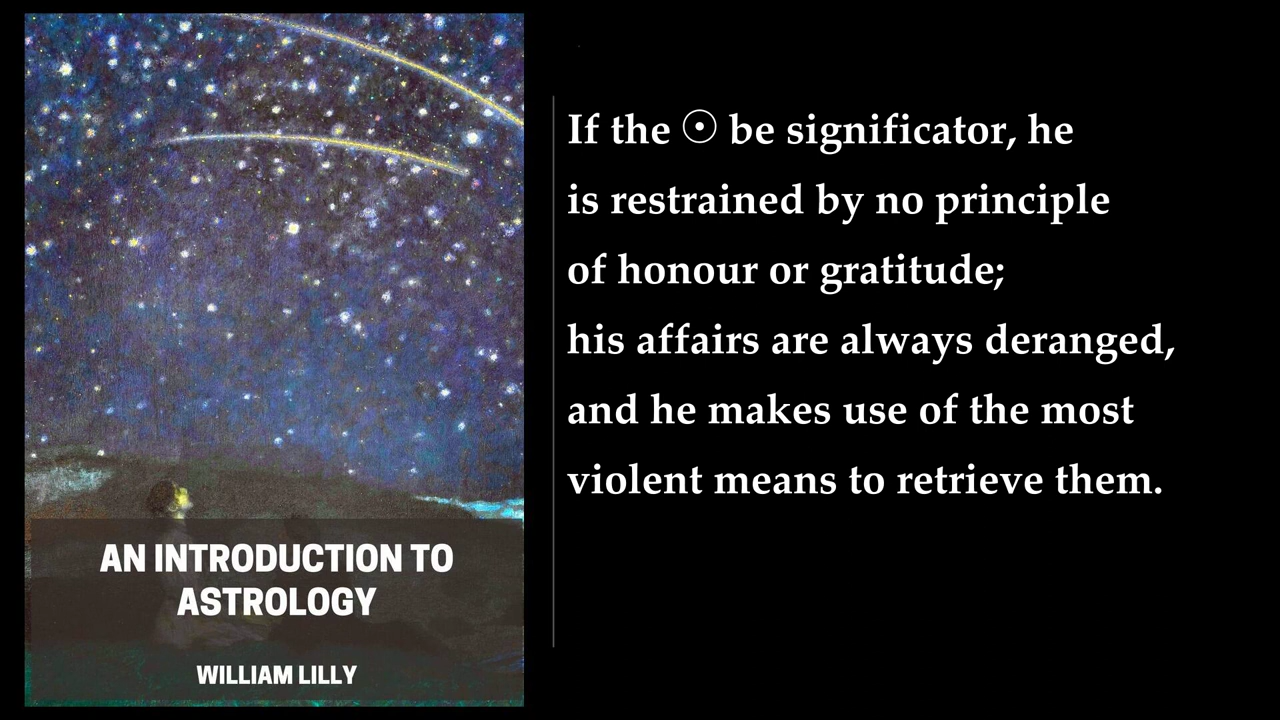 AN INTRODUCTION TO
ASTROLOGY
WILLIAM LILLY
If the ☉ be significator, he
is restrained by no principle
of honour or gratitude;
his affairs are always deranged,
and he makes use of the most
violent means to retrieve them.